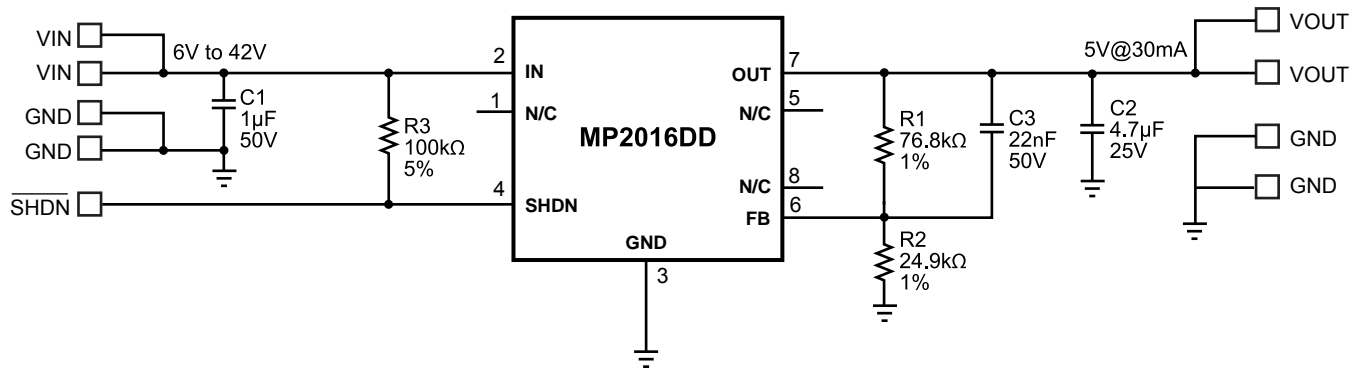 VIN
VIN
GND
GND
SHDN
6V to 42V
C1
1µF
50V
R3
100kΩ
5%
2
1
4
IN
N/C
SHDN
MP2016DD
GND
3
OUT
N/C
N/C
FB
7
5
8
6
R1
76.8kΩ
1%
R2
24.9kΩ
1%
C3
22nF
50V
C2
4.7µF
25V
5V@30mA
VOUT
VOUT
GND
GND